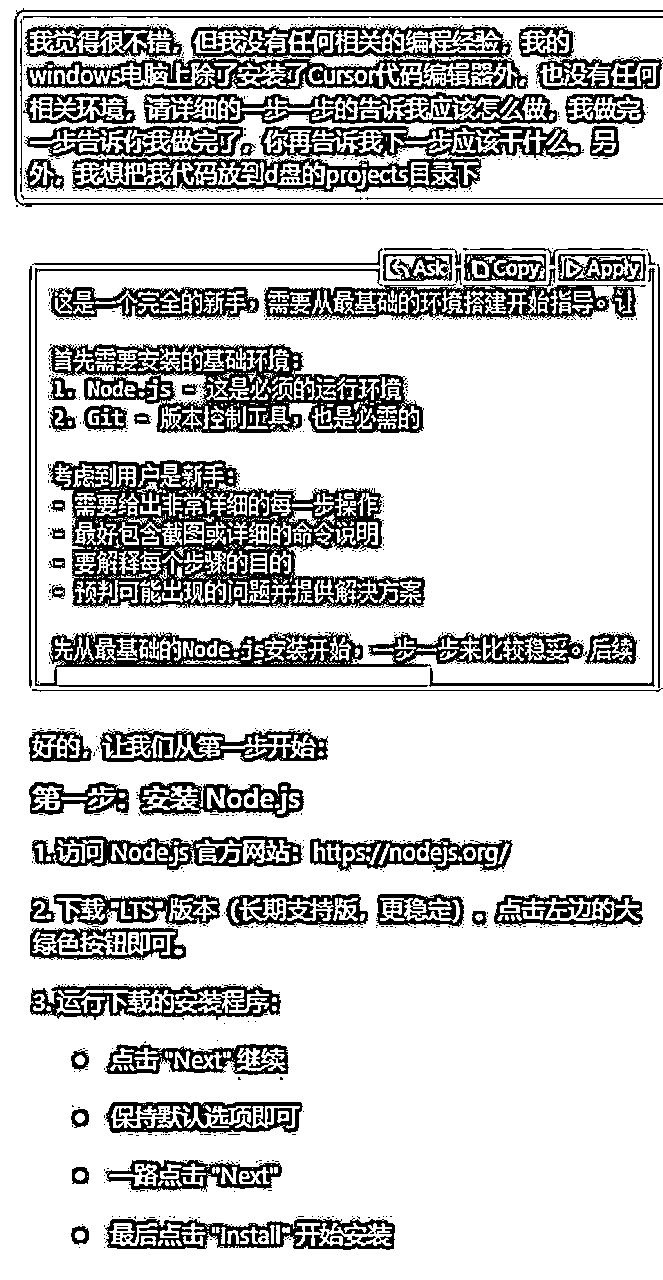 我觉得很不错，但我没有任何相关的编程经验，我的
windows电脑上除了安装了Cursor代码编辑器外，也没有任何
相关环境，请详细的一步一步的告诉我应该怎么做，我做完
一步告诉你我做完了，你再告诉我下一步应该干什么。另
外，我想把我代码放到d盘的projects目录下
Ask Copy Apply
这是一个完全的新手，需要从最基础的环境搭建开始指导。让
首先需要安装的基础环境：
1. Node.js - 这是必须的运行环境
2. Git - 版本控制工具，也是必需的
考虑到用户是新手：
- 需要给出非常详细的每一步操作
- 最好包含截图或详细的命令说明
- 要解释每个步骤的目的
- 预判可能出现的问题并提供解决方案
先从最基础的Node.js安装开始，一步一步来比较稳妥。后续
好的，让我们从第一步开始：
第一步：安装 Node.js
1. 访问 Node.js 官方网站：https://nodejs.org/
2. 下载 "LTS" 版本（长期支持版，更稳定）。点击左边的大
绿色按钮即可。
3. 运行下载的安装程序：
○ 点击 "Next" 继续
○ 保持默认选项即可
○ 一路点击 "Next"
○ 最后点击 "Install" 开始安装